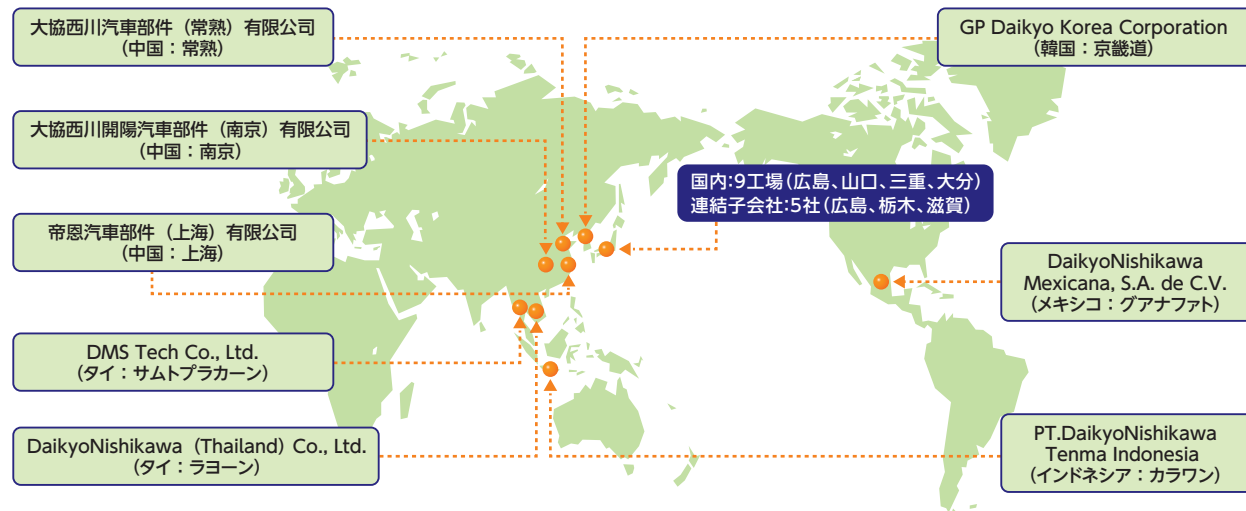 大協西川汽車部件（常熟）有限公司
（中国：常熟）
大協西川開陽汽車部件（南京）有限公司
（中国：南京）
帝恩汽車部件（上海）有限公司
（中国：上海）
DMS Tech Co., Ltd.
（タイ：サムトプラカーン）
DaikyoNishikawa（Thailand）Co., Ltd.
（タイ：ラヨーン）
GP Daikyo Korea Corporation
（韓国：京畿道）
国内：9工場（広島、山口、三重、大分）
連結子会社：5社（広島、栃木、滋賀）
DaikyoNishikawa
Mexicana, S.A. de C.V.
（メキシコ：グアナファト）
PT.DaikyoNishikawa
Tenma Indonesia
（インドネシア：カラワン）